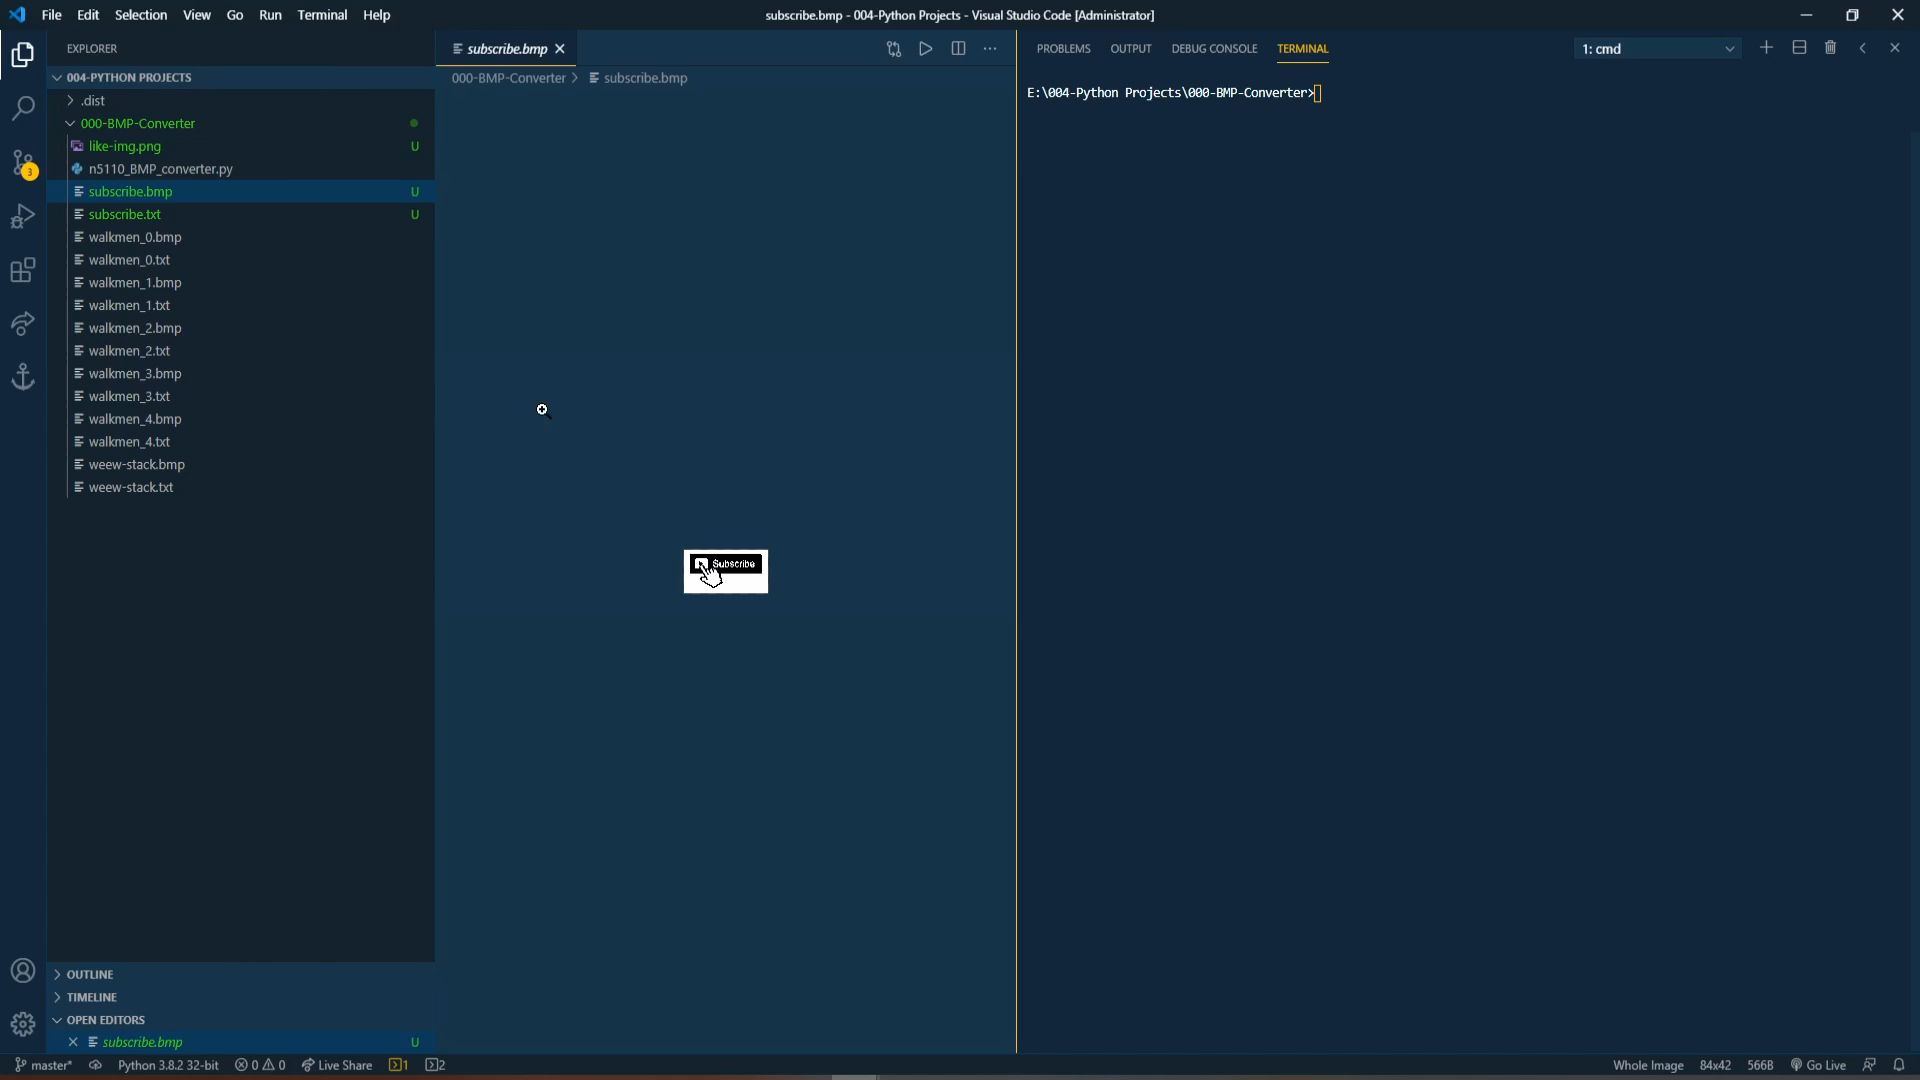 File Edit Selection View Go Run Terminal Help
subscribe.bmp - 004-Python Projects - Visual Studio Code [Administrator]
EXPLORER
004-PYTHON PROJECTS
.dist
000-BMP-Converter
like-img.png U
n5110_BMP_converter.py
subscribe.bmp U
subscribe.txt U
walkmen_0.bmp
walkmen_0.txt
walkmen_1.bmp
walkmen_1.txt
walkmen_2.bmp
walkmen_2.txt
walkmen_3.bmp
walkmen_3.txt
walkmen_4.bmp
walkmen_4.txt
weew-stack.bmp
weew-stack.txt
OUTLINE
TIMELINE
OPEN EDITORS
subscribe.bmp U
subscribe.bmp
000-BMP-Converter > subscribe.bmp
Subscribe
PROBLEMS OUTPUT DEBUG CONSOLE TERMINAL
1: cmd
E:\004-Python Projects\000-BMP-Converter>
3
master* Python 3.8.2 32-bit 0 0 Live Share 1 2
Whole Image 84x42 566B Go Live